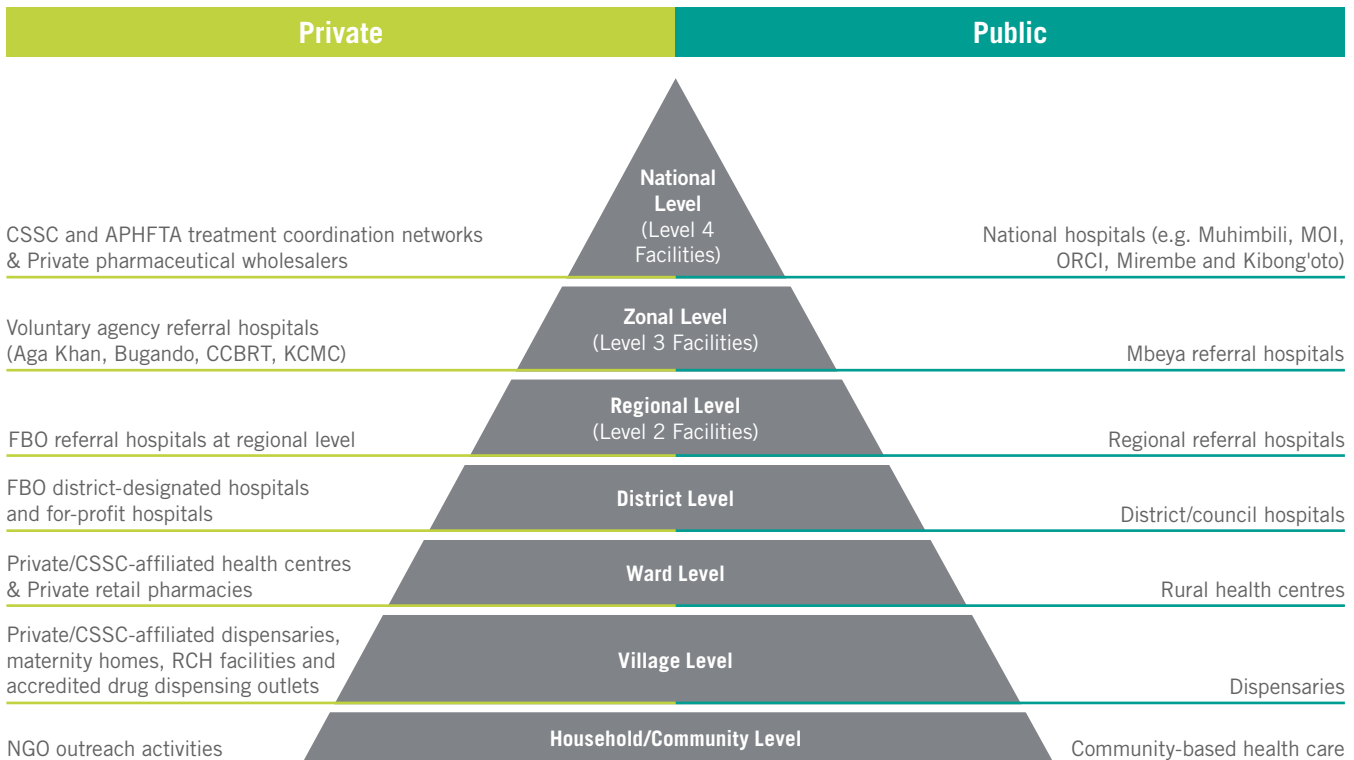 Private
Public
National
Level
(Level 4
Facilities)
CSSC and APHFTA treatment coordination networks
& Private pharmaceutical wholesalers
National hospitals (e.g. Muhimbili, MOI,
ORCI, Mirembe and Kibong'oto)
Zonal Level
(Level 3 Facilities)
Voluntary agency referral hospitals
(Aga Khan, Bugando, CCBRT, KCMC)
Mbeya referral hospitals
Regional Level
(Level 2 Facilities)
FBO referral hospitals at regional level
Regional referral hospitals
District Level
FBO district-designated hospitals
and for-profit hospitals
District/council hospitals
Ward Level
Private/CSSC-affiliated health centres
& Private retail pharmacies
Rural health centres
Village Level
Private/CSSC-affiliated dispensaries,
maternity homes, RCH facilities and
accredited drug dispensing outlets
Dispensaries
Household/Community Level
NGO outreach activities
Community-based health care